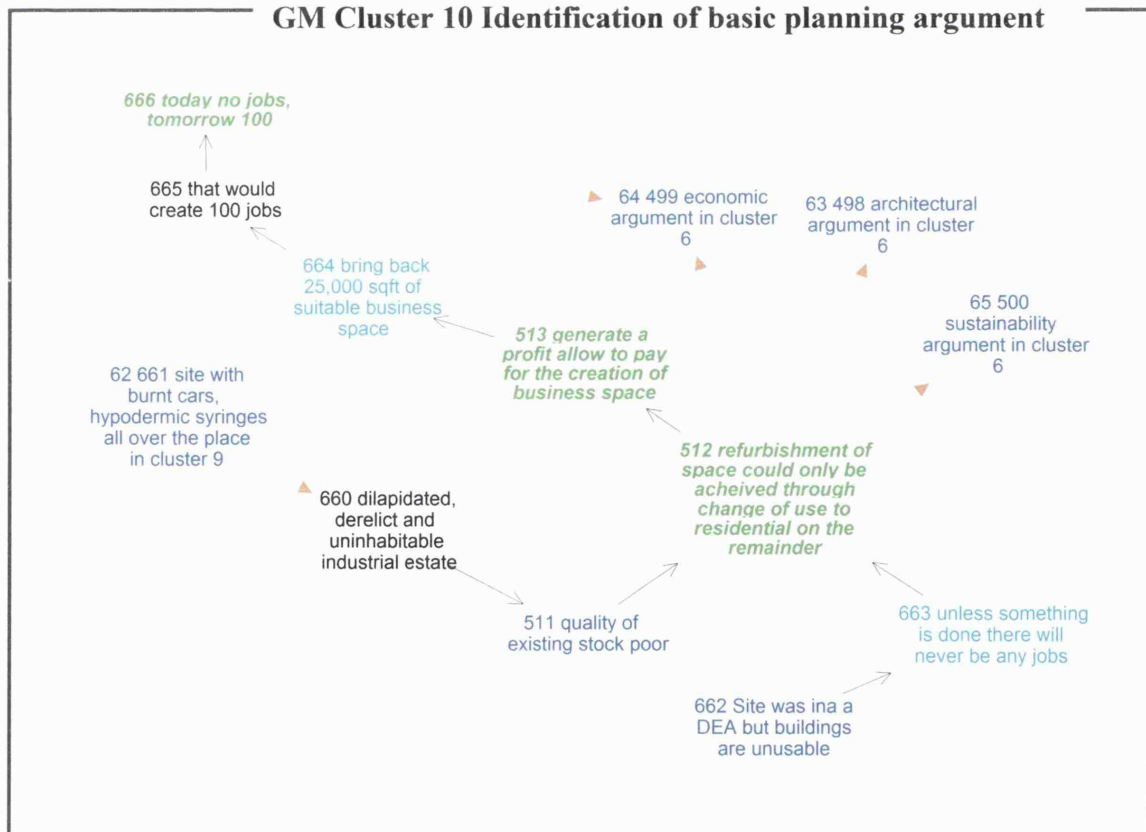 GM Cluster 10 Identification of basic planning argument
666 today no jobs,
tomorrow 100
665 that would
create 100 jobs
64 499 economic
argument in cluster
6
63 498 architectural
argument in cluster
6
664 bring back
25,000 sqft of
suitable business
space
65 500
sustainability
argument in cluster
6
513 generate a
profit allow to pay
for the creation of
business space
62 661 site with
burnt cars,
hypodermic syringes
all over the place
in cluster 9
512 refurbishment of
space could only be
acheived through
change of use to
residential on the
remainder
660 dilapidated,
derelict and
uninhabitable
industrial estate
511 quality of
existing stock poor
663 unless something
is done there will
never be any jobs
662 Site was ina a
DEA but buildings
are unusable